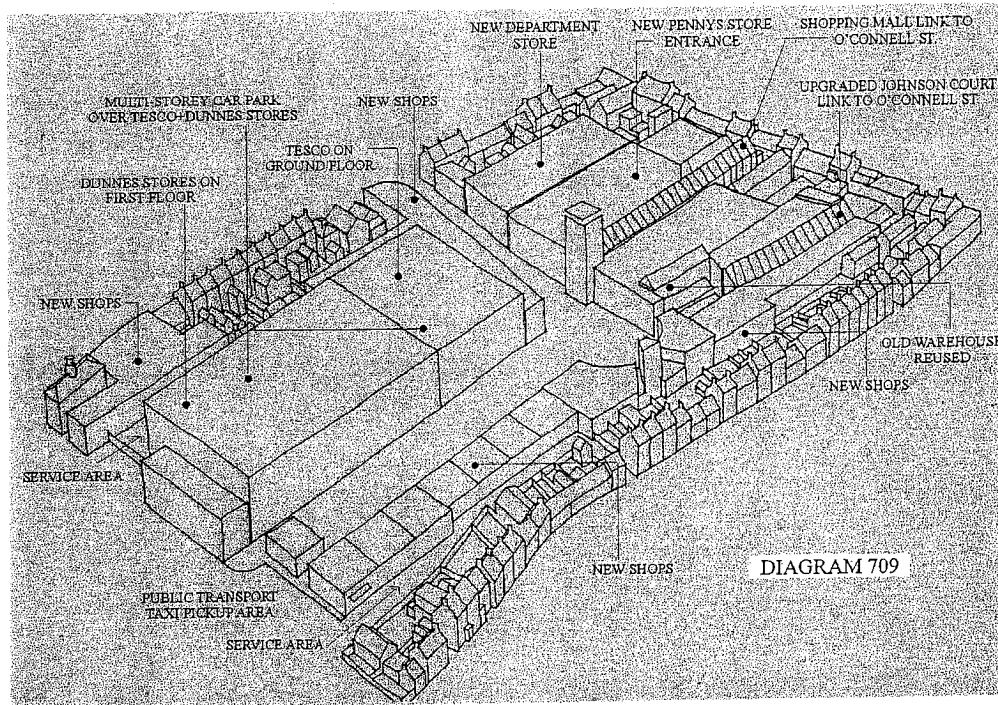 NEW DEPARTMENT
STORE
NEW PENNYS STORE
ENTRANCE
SHOPPING MALL LINK TO
O'CONNELL ST.
MULTI-STOREY CAR PARK
OVER TESCO+DUNNES STORES
NEW SHOPS
UPGRADED JOHNSON COURT
LINK TO O'CONNELL ST
TESCO ON
GROUND FLOOR
DUNNES STORES ON
FIRST FLOOR
NEW SHOPS
OLD WAREHOUSE
REUSED
NEW SHOPS
SERVICE AREA
NEW SHOPS
DIAGRAM 709
PUBLIC TRANSPORT
TAXI PICKUP AREA
SERVICE AREA